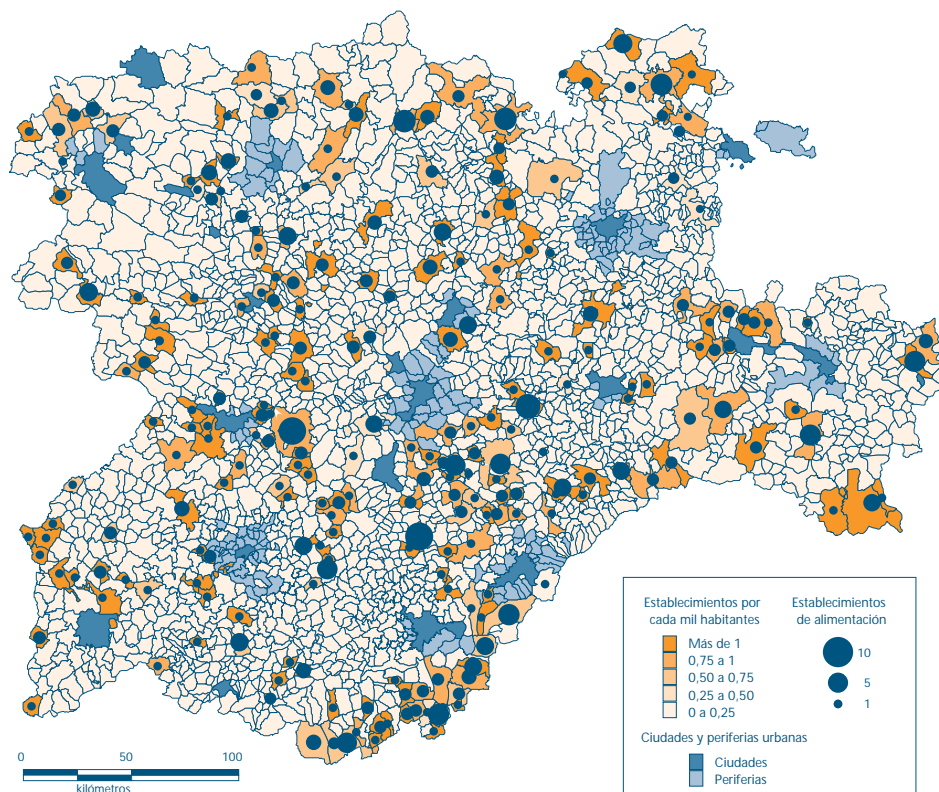 Establecimientos por
cada mil habitantes
Más de 1
0,75 a 1
0,50 a 0,75
0,25 a 0,50
0 a 0,25
Establecimientos
de alimentación
10
5
1
Ciudades y periferias urbanas
Ciudades
Periferias
0 50 100
kilómetros